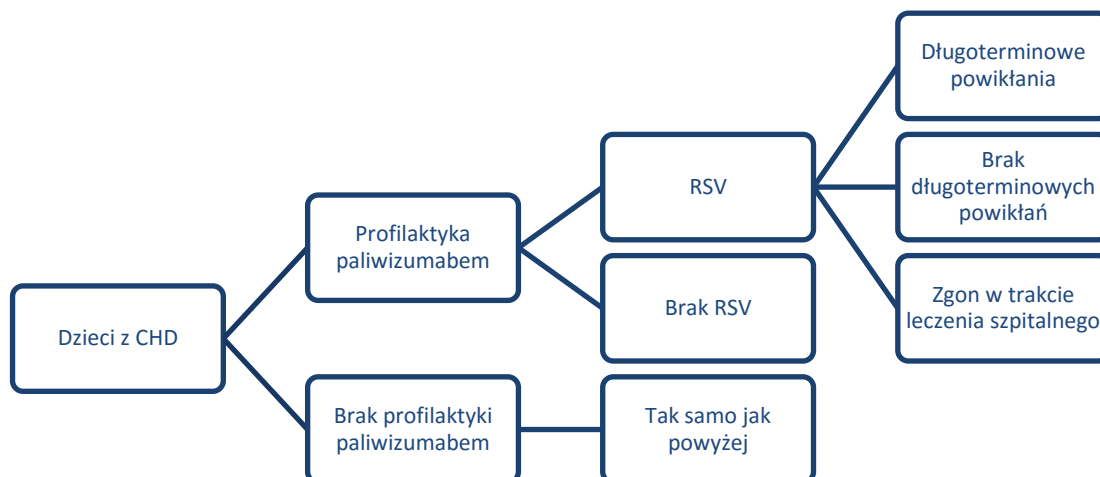 Dzieci z CHD
Profilaktyka
paliwizumabem
RSV
Długoterminowe
powikłania
Brak
długoterminowych
powikłań
Zgon w trakcie
leczenia szpitalnego
Brak RSV
Brak profilaktyki
paliwizumabem
Tak samo jak
powyżej